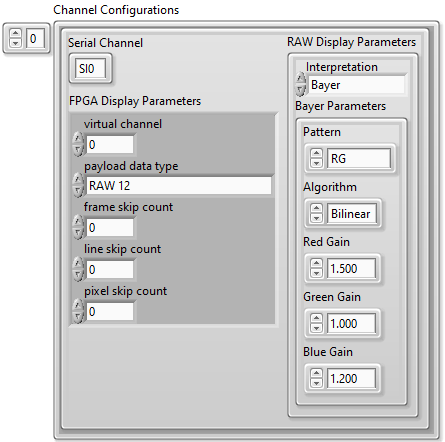 Channel Configurations
0
Serial Channel
SI0
FPGA Display Parameters
virtual channel
0
payload data type
RAW 12
frame skip count
0
line skip count
0
pixel skip count
0
RAW Display Parameters
Interpretation
Bayer
Bayer Parameters
Pattern
RG
Algorithm
Bilinear
Red Gain
1.500
Green Gain
1.000
Blue Gain
1.200